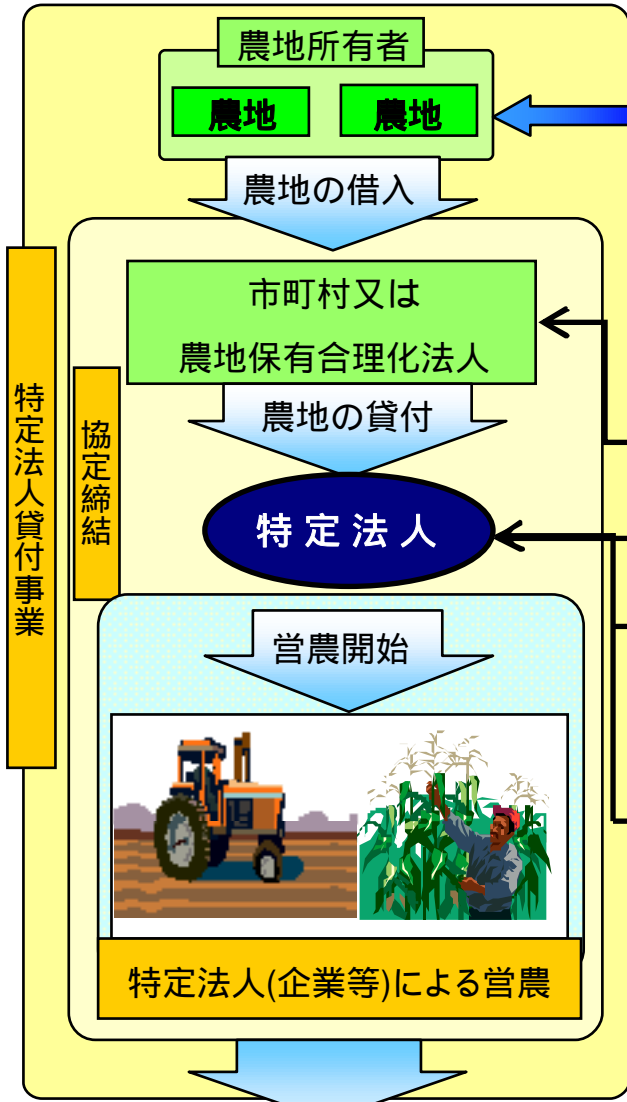 農地所有者
農地
農地
農地の借入
市町村又は
農地保有合理化法人
農地の貸付
特定法人貸付事業
協定締結
特定法人
営農開始
特定法人(企業等)による営農